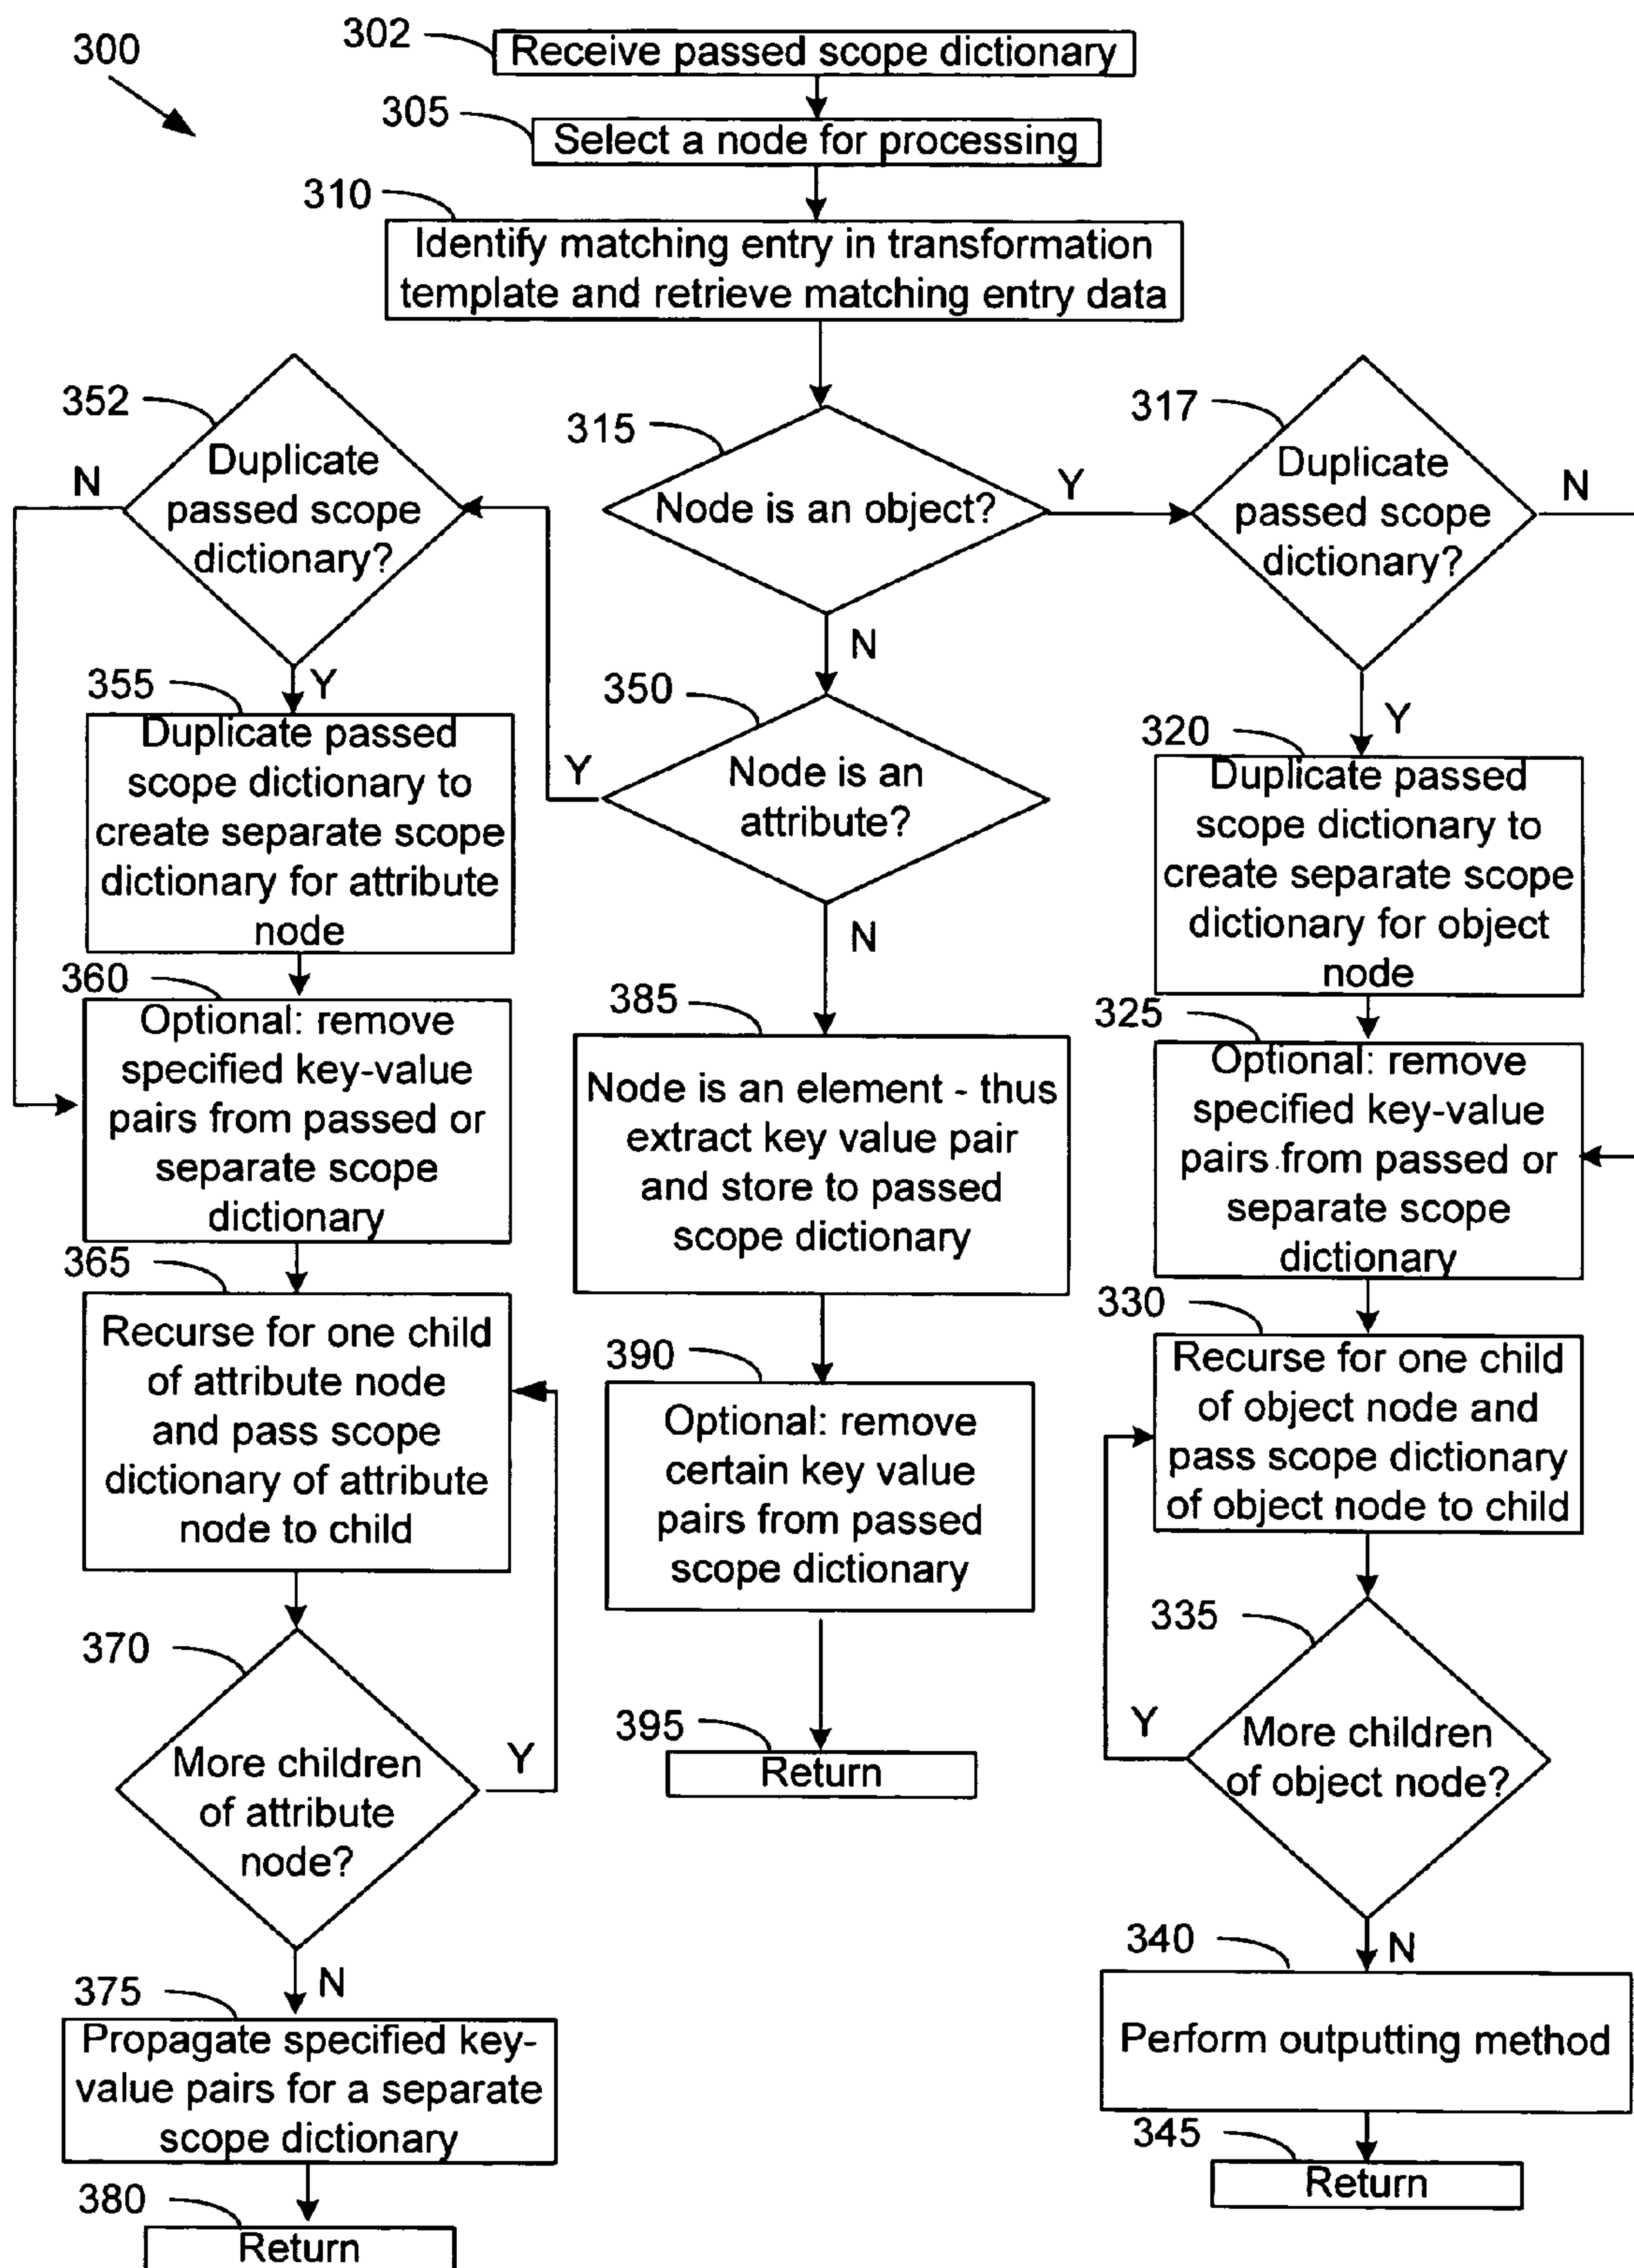 300
302
Receive passed scope dictionary
305
Select a node for processing
310
Identify matching entry in transformation
template and retrieve matching entry data
352
Duplicate
passed scope
dictionary?
N
Y
315
Node is an object?
Y
N
317
Duplicate
passed scope
dictionary?
N
Y
355
Duplicate passed
scope dictionary to
create separate scope
dictionary for attribute
node
350
Node is an
attribute?
Y
N
320
Duplicate passed
scope dictionary to
create separate scope
dictionary for object
node
360
Optional: remove
specified key-value
pairs from passed or
separate scope
dictionary
385
Node is an element - thus
extract key value pair
and store to passed
scope dictionary
325
Optional: remove
specified key-value
pairs from passed or
separate scope
dictionary
365
Recurse for one child
of attribute node
and pass scope
dictionary of attribute
node to child
390
Optional: remove
certain key value
pairs from passed
scope dictionary
330
Recurse for one child
of object node and
pass scope dictionary
of object node to child
370
More children
of attribute
node?
Y
N
395
Return
335
More children
of object node?
Y
N
375
Propagate specified key-
value pairs for a separate
scope dictionary
340
Perform outputting method
380
Return
345
Return